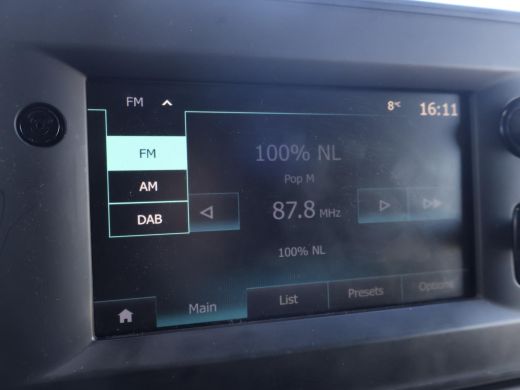 FM
8°C
16:11
FM
AM
DAB
100% NL
Pop M
87.8 MHz
100% NL
Main
List
Presets
Options